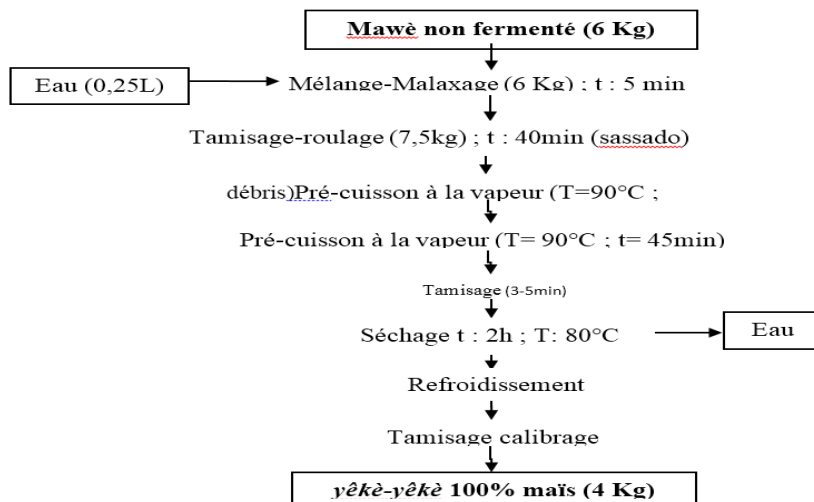 Mawè non fermenté (6 Kg)
Eau (0,25L)
Mélange-Malaxage (6 Kg) ; t : 5 min
Tamisage-roulage (7,5kg) ; t : 40min (sassado)
débris)Pré-cuisson à la vapeur (T=90°C ;
Pré-cuisson à la vapeur (T= 90°C ; t= 45min)
Tamisage (3-5min)
Séchage t : 2h ; T: 80°C
Eau
Refroidissement
Tamisage calibrage
yêkè-yêkè 100% maïs (4 Kg)